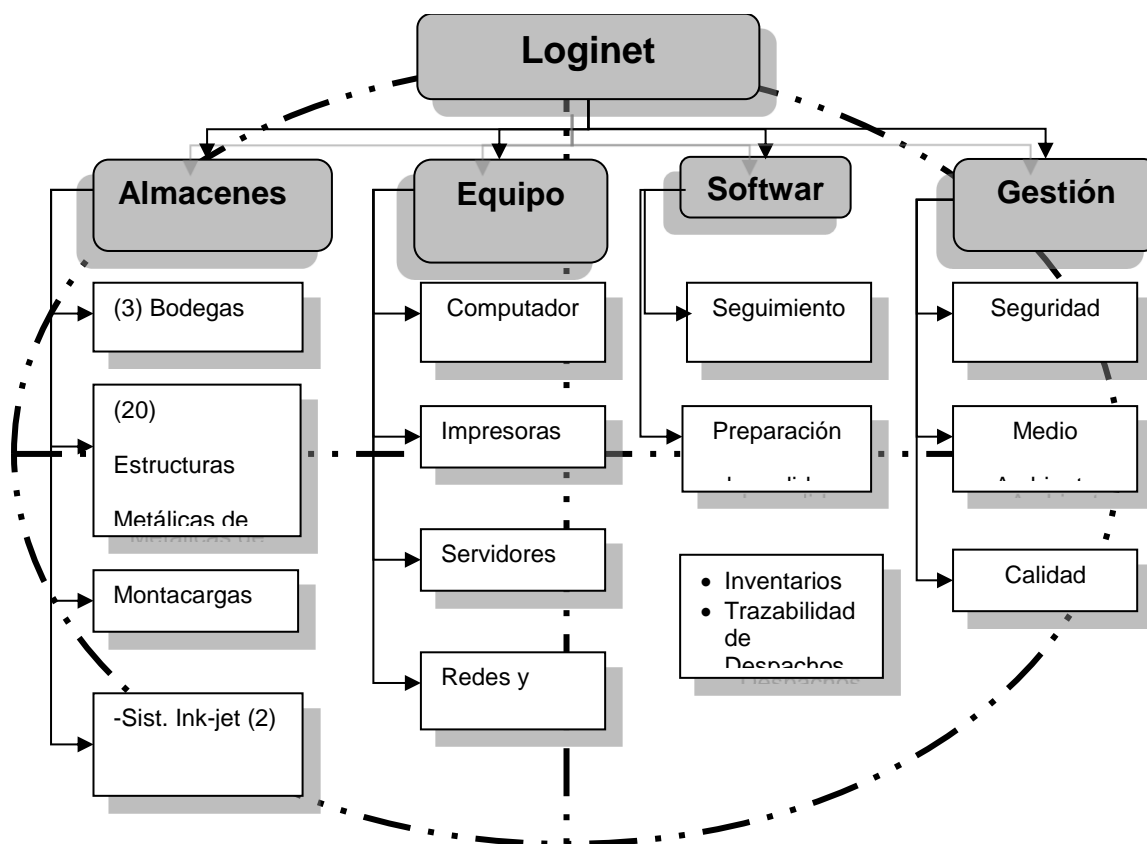 Loginet
Almacenes
(3) Bodegas
(20)
Estructuras
Metálicas de
Montacargas
-Sist. Ink-jet (2)
Equipo
Computador
Impresoras
Servidores
Redes y
Softwar
Seguimiento
Preparación
• Inventarios
• Trazabilidad
de
Despachos
Gestión
Seguridad
Medio
Calidad